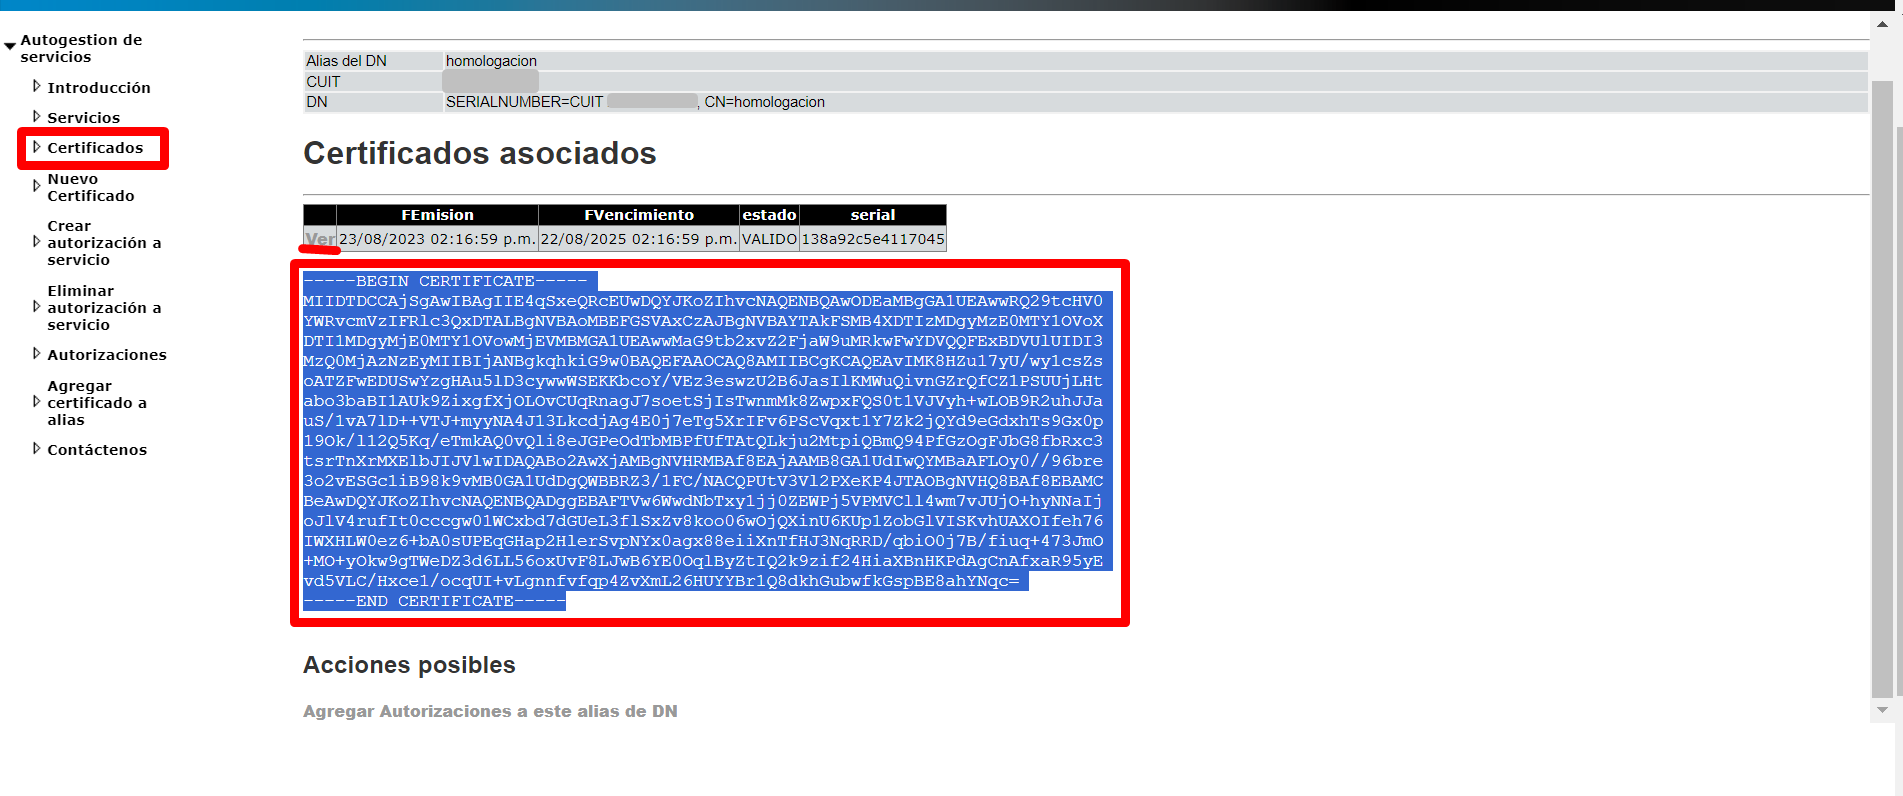 Autogestion de
servicios
Introducción
Servicios
Certificados
Nuevo
Certificado
Crear
autorización a
servicio
Eliminar
autorización a
servicio
Autorizaciones
Agregar
certificado a
alias
Contáctenos
Alias del DN homologacion
CUIT
DN SERIALNUMBER=CUIT , CN=homologacion
Certificados asociados
FEmision FVencimiento estado serial
Ver 23/08/2023 02:16:59 p.m. 22/08/2025 02:16:59 p.m. VALIDO 138a92c5e4117045
-----BEGIN CERTIFICATE-----
MIIDTDCCAjSgAwIBAgIIE4qSxeQRcEUwDQYJKoZIhvcNAQENBQAwODEaMBgGA1UEAwwRQ29tcHV0
YWRvcmVzIFRlc3QxDTALBgNVBAoMBEFGSVAxCzAJBgNVBAYTAkFSMB4XDTIzMDgyMzE0MTY1OVoX
DTI1MDgyMjE0MTY1OVowMjEVMBMGA1UEAwwMaG9tb2xvZ2FjaW9uMRkwFwYDVQQFExBDVUlUIDI3
MzQ0MjAzNzEyMIIBIjANBgkqhkiG9w0BAQEFAAOCAQ8AMIIBCgKCAQEAvIMK8HZu17yU/wy1csZs
oATZFwEDUSwYzgHAu5lD3cywwWSEKKbcoY/VEz3eswzU2B6JasIlKMWuQivnGZrQfCZ1PSUUjLHt
abo3baBI1AUk9ZixgfXjOLOvCUqRnagJ7soetSjIsTwnmMk8ZwpxFQS0t1VJVyh+wLOB9R2uhJJa
uS/1vA7lD++VTJ+myyNA4J13LkcdjAg4E0j7eTg5XrIFv6PScVqxt1Y7Zk2jQYd9eGdxhTs9Gx0p
19Ok/l12Q5Kq/eTmkAQ0vQli8eJGPeOdTbMBPfUfTAtQLkju2MtpiQBmQ94PfGzOgFJbG8fbRxc3
tsrTnXrMXElbJIJVlwIDAQABo2AwXjAMBgNVHRMBAf8EAjAAMB8GA1UdIwQYMBaAFLOy0//96bre
3o2vESGc1iB98k9vMB0GA1UdDgQWBBRZ3/1FC/NACQPUtV3Vl2PXeKP4JTAOBgNVHQ8BAf8EBAMC
BeAwDQYJKoZIhvcNAQENBQADggEBAFTVw6WwdNbTxy1jj0ZEWPj5VPMVCll4wm7vJUjO+hyNNaIj
oJlV4rufIt0cccgw01WCxbd7dGUeL3flSxZv8koo06wOjQXinU6KUp1ZobGlVISKvhUAXOIfeh76
IWXHLW0ez6+bA0sUPEqGHap2HlerSvpNYx0agx88eiiXnTfHJ3NqRRD/qbiO0j7B/fiuq+473JmO
+MO+yOkw9gTWeDZ3d6LL56oxUvF8LJwB6YE0OqlByZtIQ2k9zif24HiaXBnHKPdAgCnAfxaR95yE
vd5VLC/Hxce1/ocqUI+vLgnnfvfqp4ZvXmL26HUYYBr1Q8dkhGubwfkGspBE8ahYNqc=
-----END CERTIFICATE-----
Acciones posibles
Agregar Autorizaciones a este alias de DN